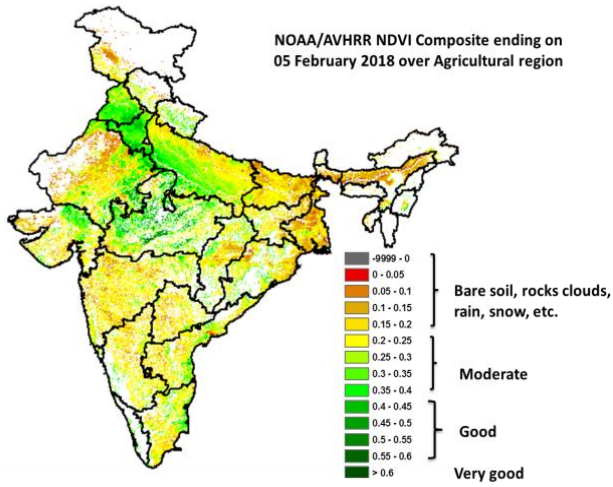 NOAA/AVHRR NDVI Composite ending on
05 February 2018 over Agricultural region
-9999 - 0
0 - 0.05
0.05 - 0.1
0.1 - 0.15
0.15 - 0.2
0.2 - 0.25
0.25 - 0.3
0.3 - 0.35
0.35 - 0.4
0.4 - 0.45
0.45 - 0.5
0.5 - 0.55
0.55 - 0.6
> 0.6
Bare soil, rocks clouds,
rain, snow, etc.
Moderate
Good
Very good